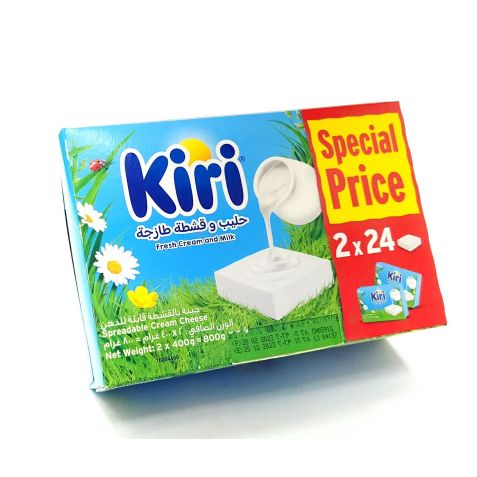 Kiri®
حليب و قشطة طازجة
Fresh Cream and Milk
جبنة بالقشطة قابلة للدهن
Spreadable Cream Cheese
الوزن الصافي: ٢ × ٤٠٠ غرام = ٨٠٠ غرام
Net Weight: 2 x 400g = 800g
Special
Price
2 x 24
Kiri
Kiri